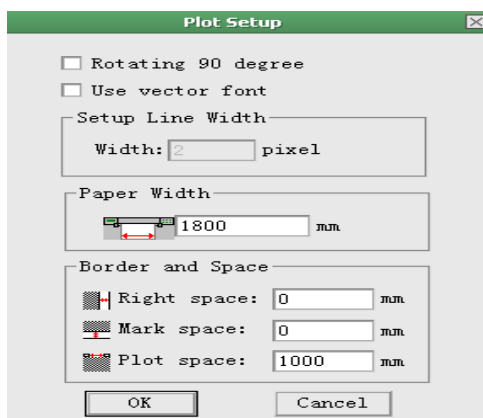 Plot Setup
Rotating 90 degree
Use vector font
Setup Line Width
Width: 2 pixel
Paper Width
1800 mm
Border and Space
Right space: 0 mm
Mark space: 0 mm
Plot space: 1000 mm
OK Cancel